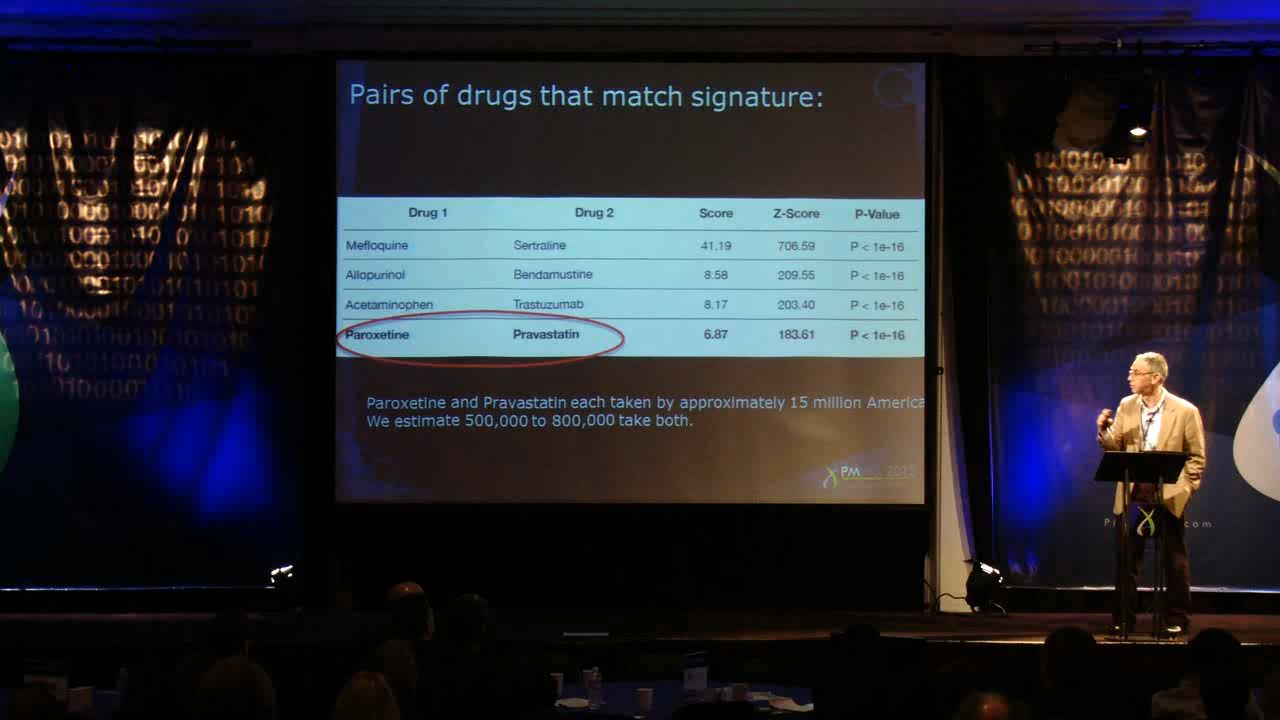 Pairs of drugs that match signature:
Drug 1 Drug 2 Score Z-Score P-Value
Mefloquine Sertraline 41.19 706.59 P < 1e-16
Allopurinol Bendamustine 8.58 209.55 P < 1e-16
Acetaminophen Trastuzumab 8.17 203.40 P < 1e-16
Paroxetine Pravastatin 6.87 183.61 P < 1e-16
Paroxetine and Pravastatin each taken by approximately 15 million America
We estimate 500,000 to 800,000 take both.
PM